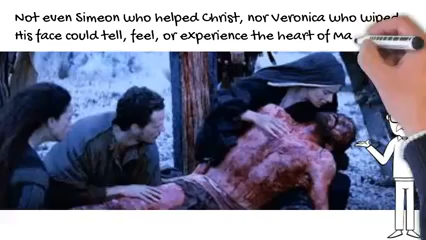 Not even Simeon who helped Christ, nor Veronica who wiped
His face could tell, feel, or experience the heart of Ma